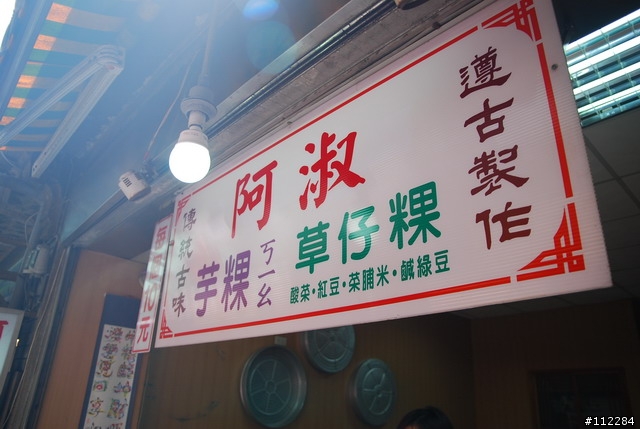 遵古製作
阿淑
草仔粿
酸菜·紅豆·菜脯米·鹹綠豆
芋粿
ㄎㄧㄠ
傳統古味
元
#112284